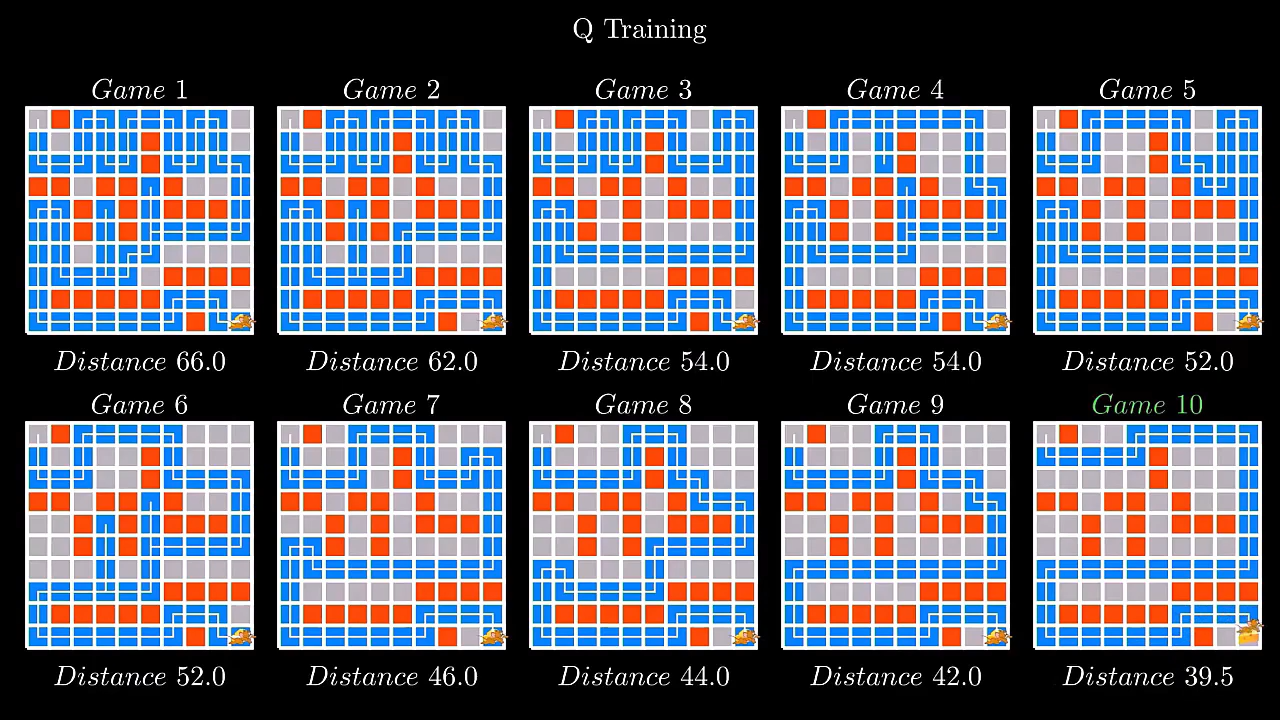 Q Training
Game 1 Game 2 Game 3 Game 4 Game 5
Distance 66.0 Distance 62.0 Distance 54.0 Distance 54.0 Distance 52.0
Game 6 Game 7 Game 8 Game 9 Game 10
Distance 52.0 Distance 46.0 Distance 44.0 Distance 42.0 Distance 39.5